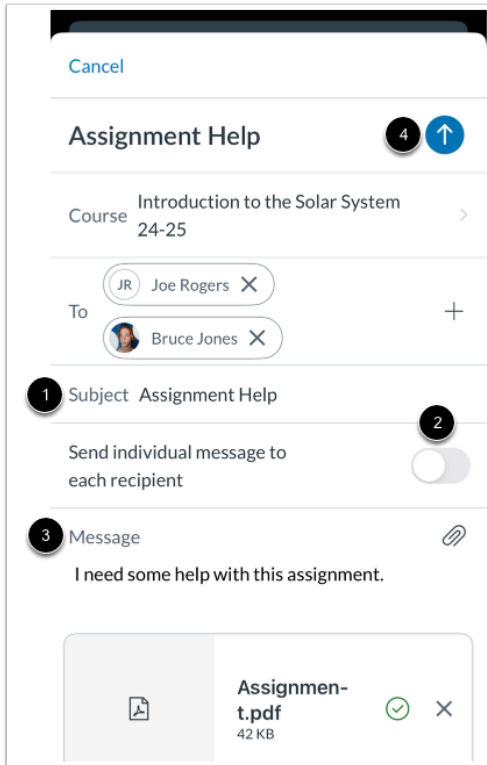 Cancel
Assignment Help
4
Course
Introduction to the Solar System
24-25
To
JR Joe Rogers
Bruce Jones
1 Subject Assignment Help
2
Send individual message to
each recipient
3 Message
I need some help with this assignment.
Assignmen-
t.pdf
42 KB